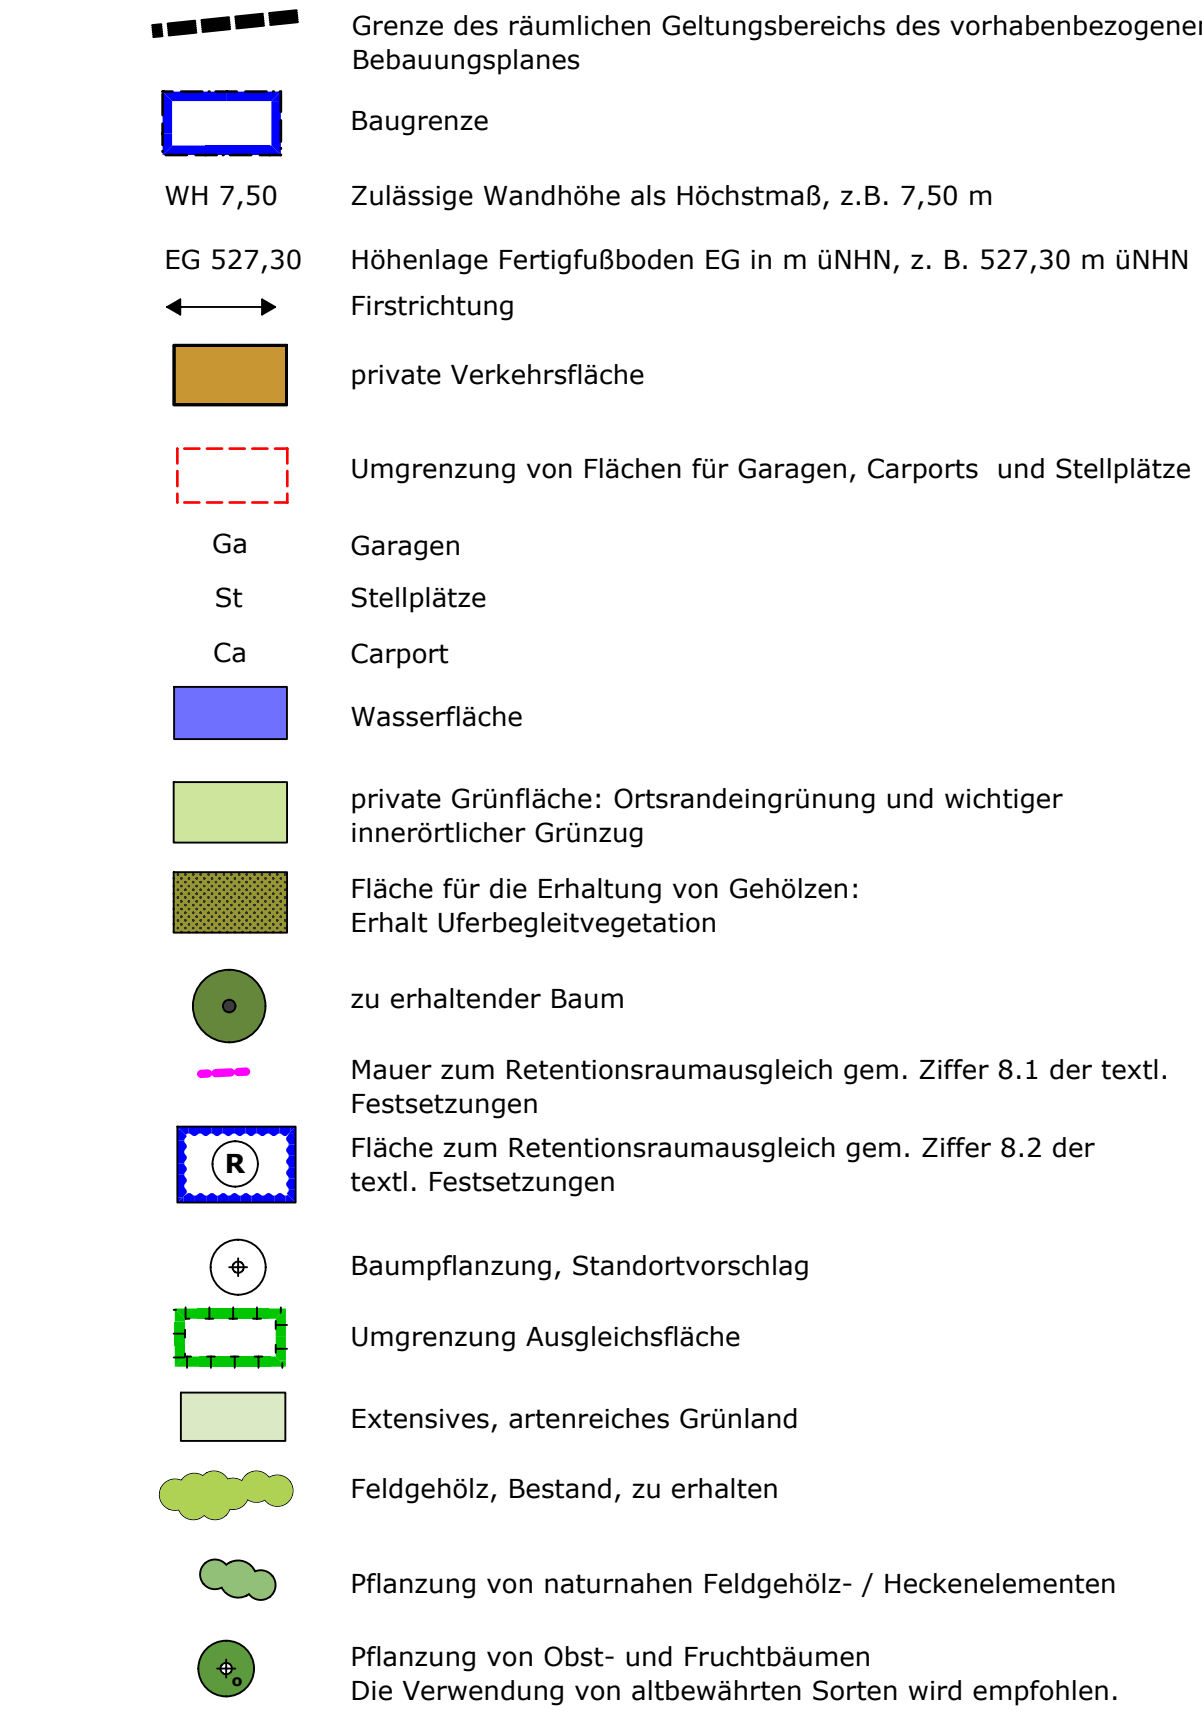 Grenze des räumlichen Geltungsbereichs des vorhabenbezogenen
Bebauungsplanes
Baugrenze
WH 7,50 Zulässige Wandhöhe als Höchstmaß, z.B. 7,50 m
EG 527,30 Höhenlage Fertigfußboden EG in m üNHN, z. B. 527,30 m üNHN
Firstrichtung
private Verkehrsfläche
Umgrenzung von Flächen für Garagen, Carports und Stellplätze
Ga Garagen
St Stellplätze
Ca Carport
Wasserfläche
private Grünfläche: Ortsrandeingrünung und wichtiger
innerörtlicher Grünzug
Fläche für die Erhaltung von Gehölzen:
Erhalt Uferbegleitvegetation
zu erhaltender Baum
Mauer zum Retentionsraumausgleich gem. Ziffer 8.1 der textl.
Festsetzungen
R Fläche zum Retentionsraumausgleich gem. Ziffer 8.2 der
textl. Festsetzungen
Baumpflanzung, Standortvorschlag
Umgrenzung Ausgleichsfläche
Extensives, artenreiches Grünland
Feldgehölz, Bestand, zu erhalten
Pflanzung von naturnahen Feldgehölz- / Heckenelementen
o Pflanzung von Obst- und Fruchtbäumen
Die Verwendung von altbewährten Sorten wird empfohlen.